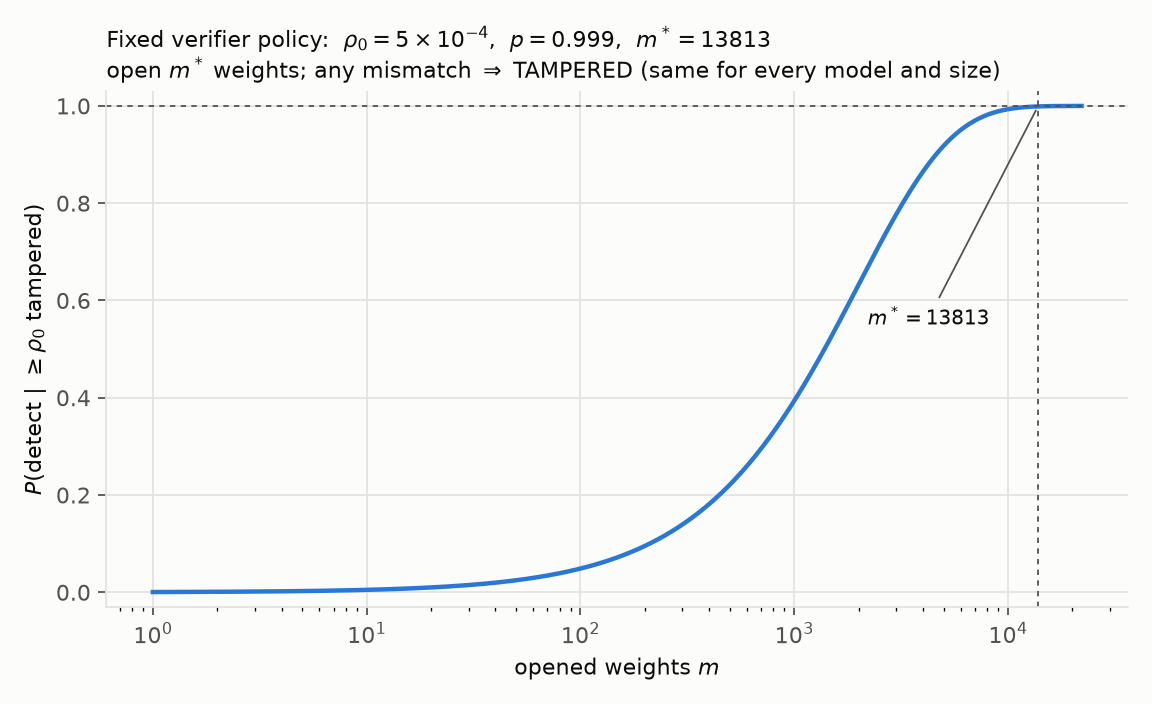 Fixed verifier policy: ρ₀ = 5 × 10⁻⁴, p = 0.999, m* = 13813
open m* weights; any mismatch ⇒ TAMPERED (same for every model and size)
P(detect | ≥ ρ₀ tampered)
1.0
0.8
0.6
0.4
0.2
0.0
m* = 13813
10⁰ 10¹ 10² 10³ 10⁴
opened weights m